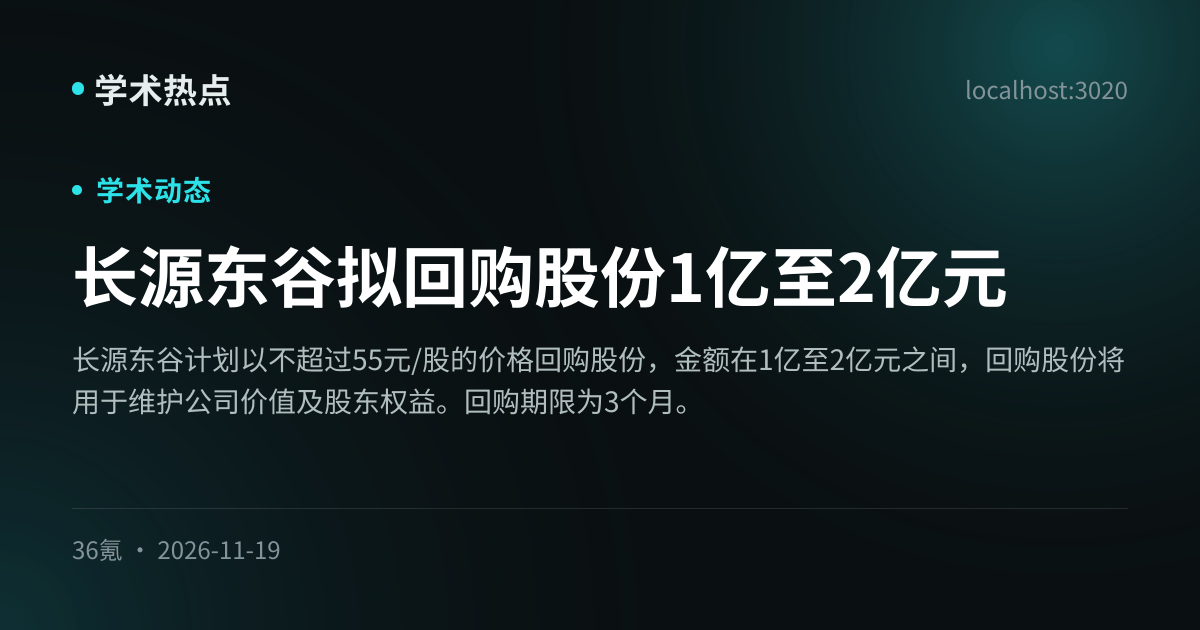 学术热点
localhost:3020
学术动态
长源东谷拟回购股份1亿至2亿元
长源东谷计划以不超过55元/股的价格回购股份，金额在1亿至2亿元之间，回购股份将
用于维护公司价值及股东权益。回购期限为3个月。
36氪 · 2026-11-19